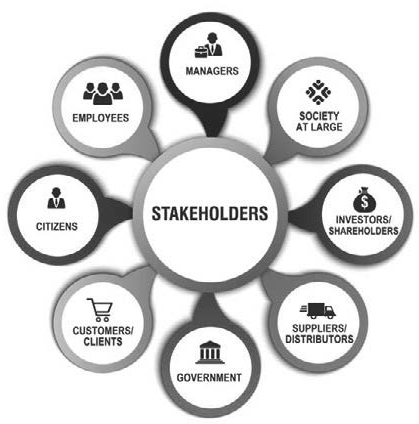 MANAGERS
SOCIETY
AT LARGE
INVESTORS/
SHAREHOLDERS
SUPPLIERS/
DISTRIBUTORS
GOVERNMENT
CUSTOMERS/
CLIENTS
CITIZENS
EMPLOYEES
STAKEHOLDERS
$